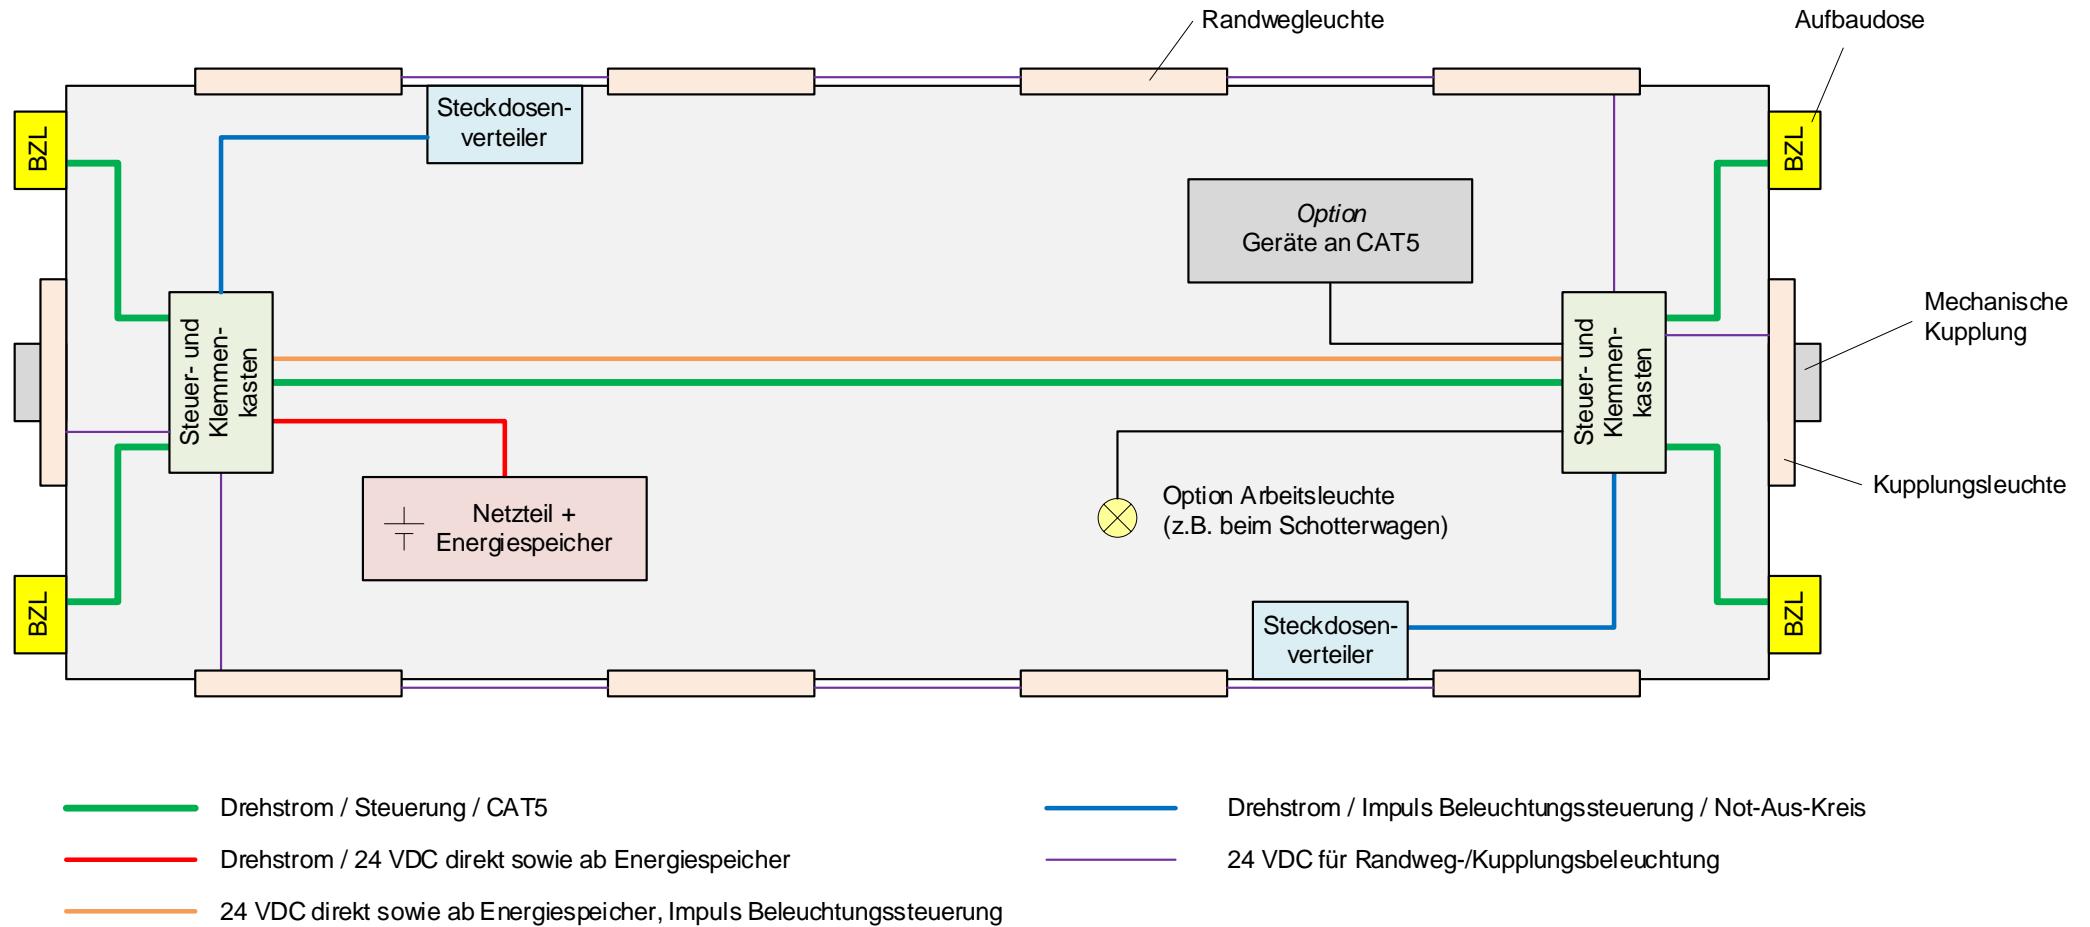 Randwegleuchte
Aufbaudose
Steckdosen-
verteiler
BZL
BZL
Option
Geräte an CAT5
Steuer- und
Klemmen-
kasten
Steuer- und
Klemmen-
kasten
Mechanische
Kupplung
Kupplungsleuchte
Netzteil +
Energiespeicher
Option Arbeitsleuchte
(z.B. beim Schotterwagen)
BZL
BZL
Steckdosen-
verteiler
Drehstrom / Steuerung / CAT5
Drehstrom / 24 VDC direkt sowie ab Energiespeicher
24 VDC direkt sowie ab Energiespeicher, Impuls Beleuchtungssteuerung
Drehstrom / Impuls Beleuchtungssteuerung / Not-Aus-Kreis
24 VDC für Randweg-/Kupplungsbeleuchtung